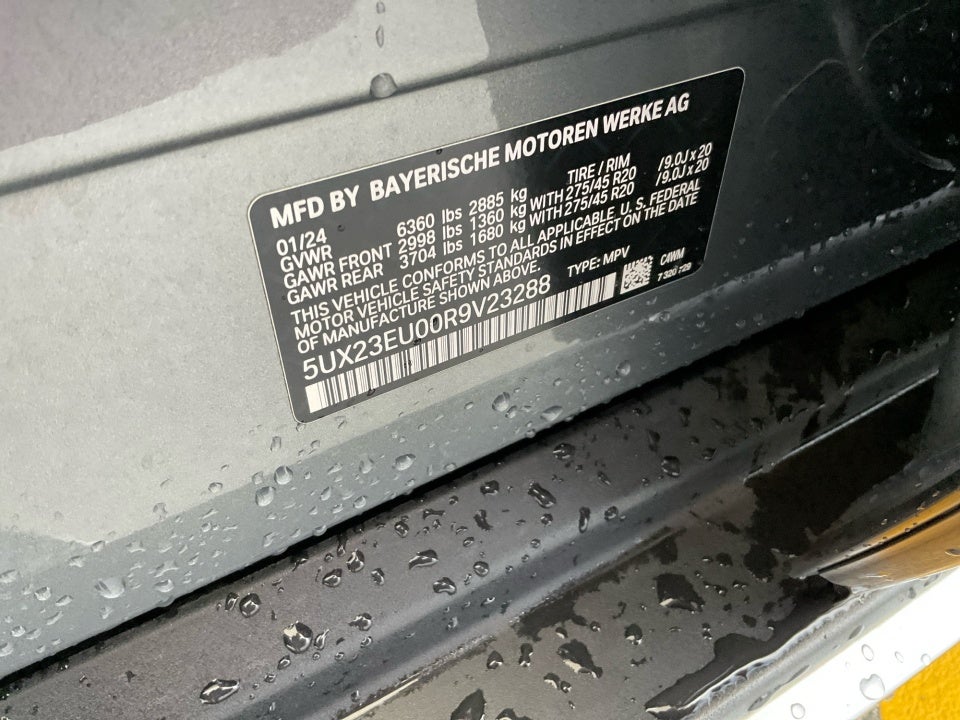 MFD BY BAYERISCHE MOTOREN WERKE AG
01/24 TIRE / RIM
GVWR 6360 lbs 2885 kg
GAWR FRONT 2998 lbs 1360 kg WITH 275/45 R20 /9.0J x 20
GAWR REAR 3704 lbs 1680 kg WITH 275/45 R20 /9.0J x 20
THIS VEHICLE CONFORMS TO ALL APPLICABLE U. S. FEDERAL
MOTOR VEHICLE SAFETY STANDARDS IN EFFECT ON THE DATE
OF MANUFACTURE SHOWN ABOVE. TYPE: MPV
5UX23EU00R9V23288
C4WM